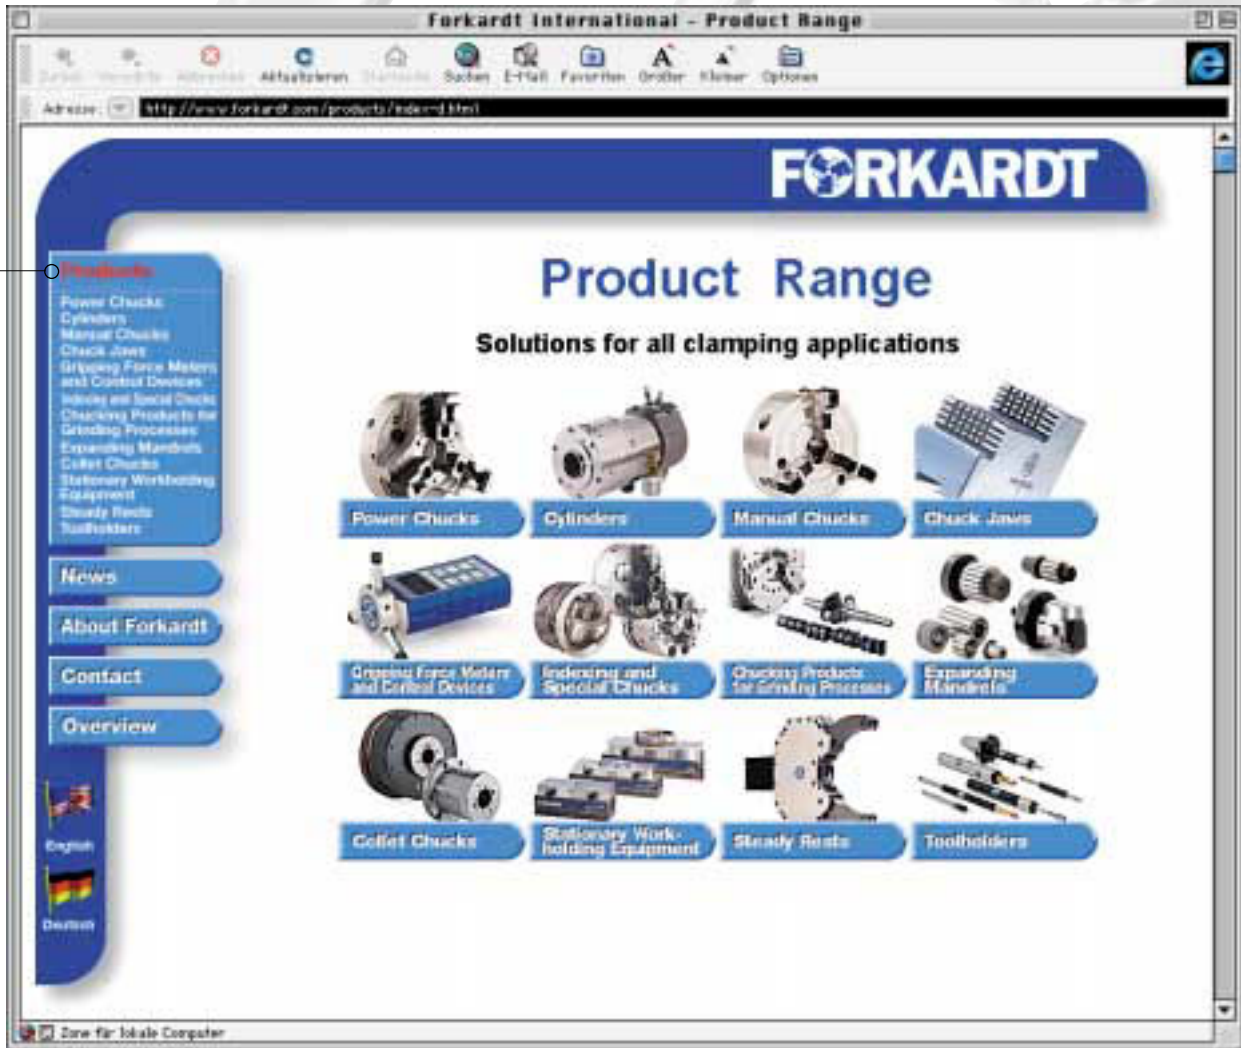 Forkardt International - Product Range
Zurück Vorwärts Abbrechen Aktualisieren Startseite Suchen E-Mail Favoriten Größer Kleiner Optionen
Adresse: http://www.forkardt.com/products/index-d.html
FORKARDT
Products
Power Chucks
Cylinders
Manual Chucks
Chuck Jaws
Gripping Force Meters
and Control Devices
Indexing and Special Chucks
Chucking Products for
Grinding Processes
Expanding Mandrels
Collet Chucks
Stationary Workholding
Equipment
Steady Rests
Toolholders
News
About Forkardt
Contact
Overview
English
Deutsch
Product Range
Solutions for all clamping applications
Power Chucks
Cylinders
Manual Chucks
Chuck Jaws
Gripping Force Meters
and Control Devices
Indexing and
Special Chucks
Chucking Products
for Grinding Processes
Expanding
Mandrels
Collet Chucks
Stationary Work-
holding Equipment
Steady Rests
Toolholders
Zone für lokale Computer